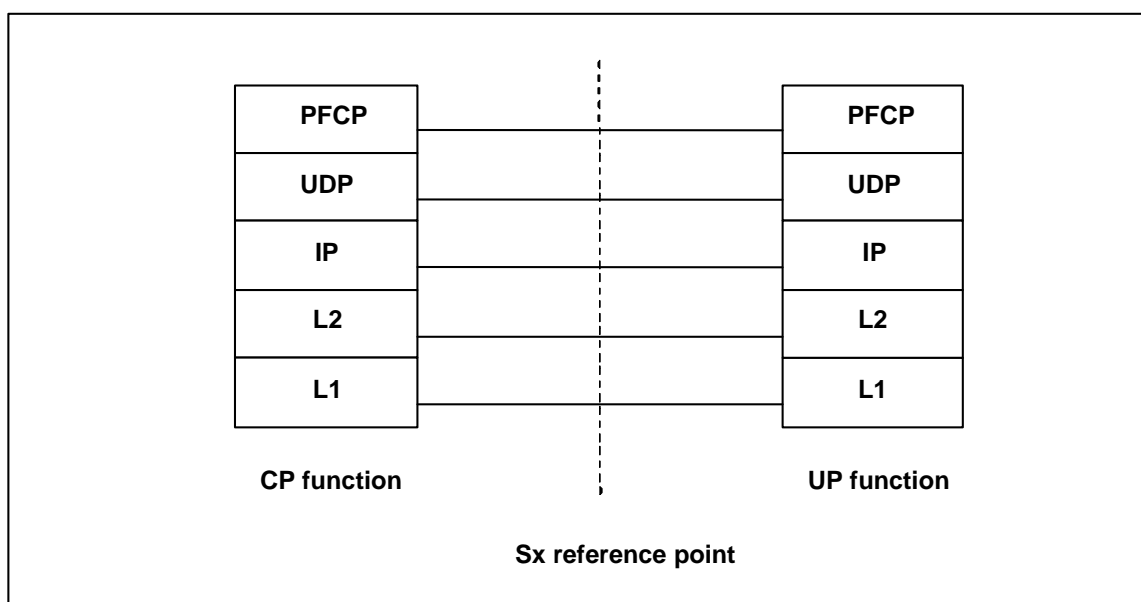 PFCP
UDP
IP
L2
L1
CP function
PFCP
UDP
IP
L2
L1
UP function
Sx reference point